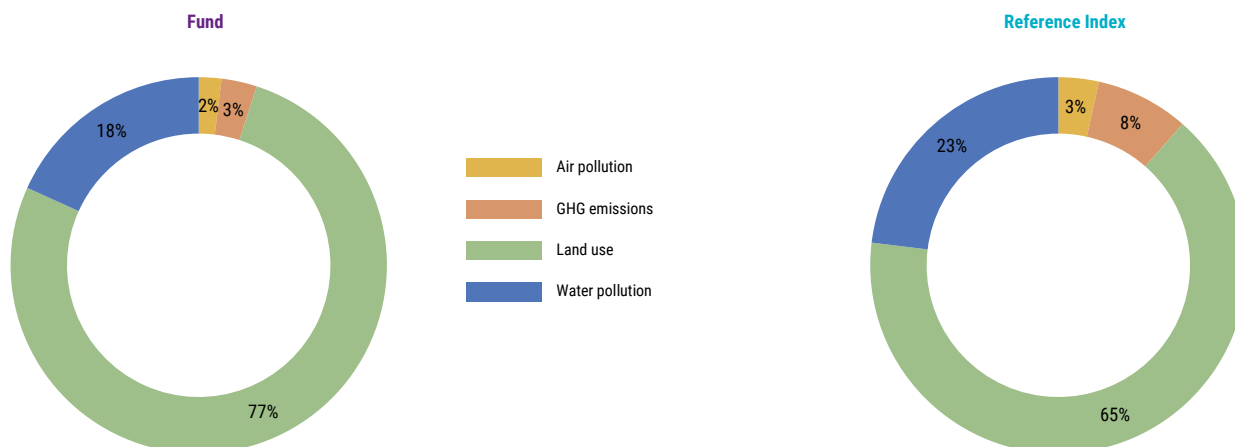 Fund
2%
3%
18%
77%
Air pollution
GHG emissions
Land use
Water pollution
Reference Index
3%
8%
23%
65%